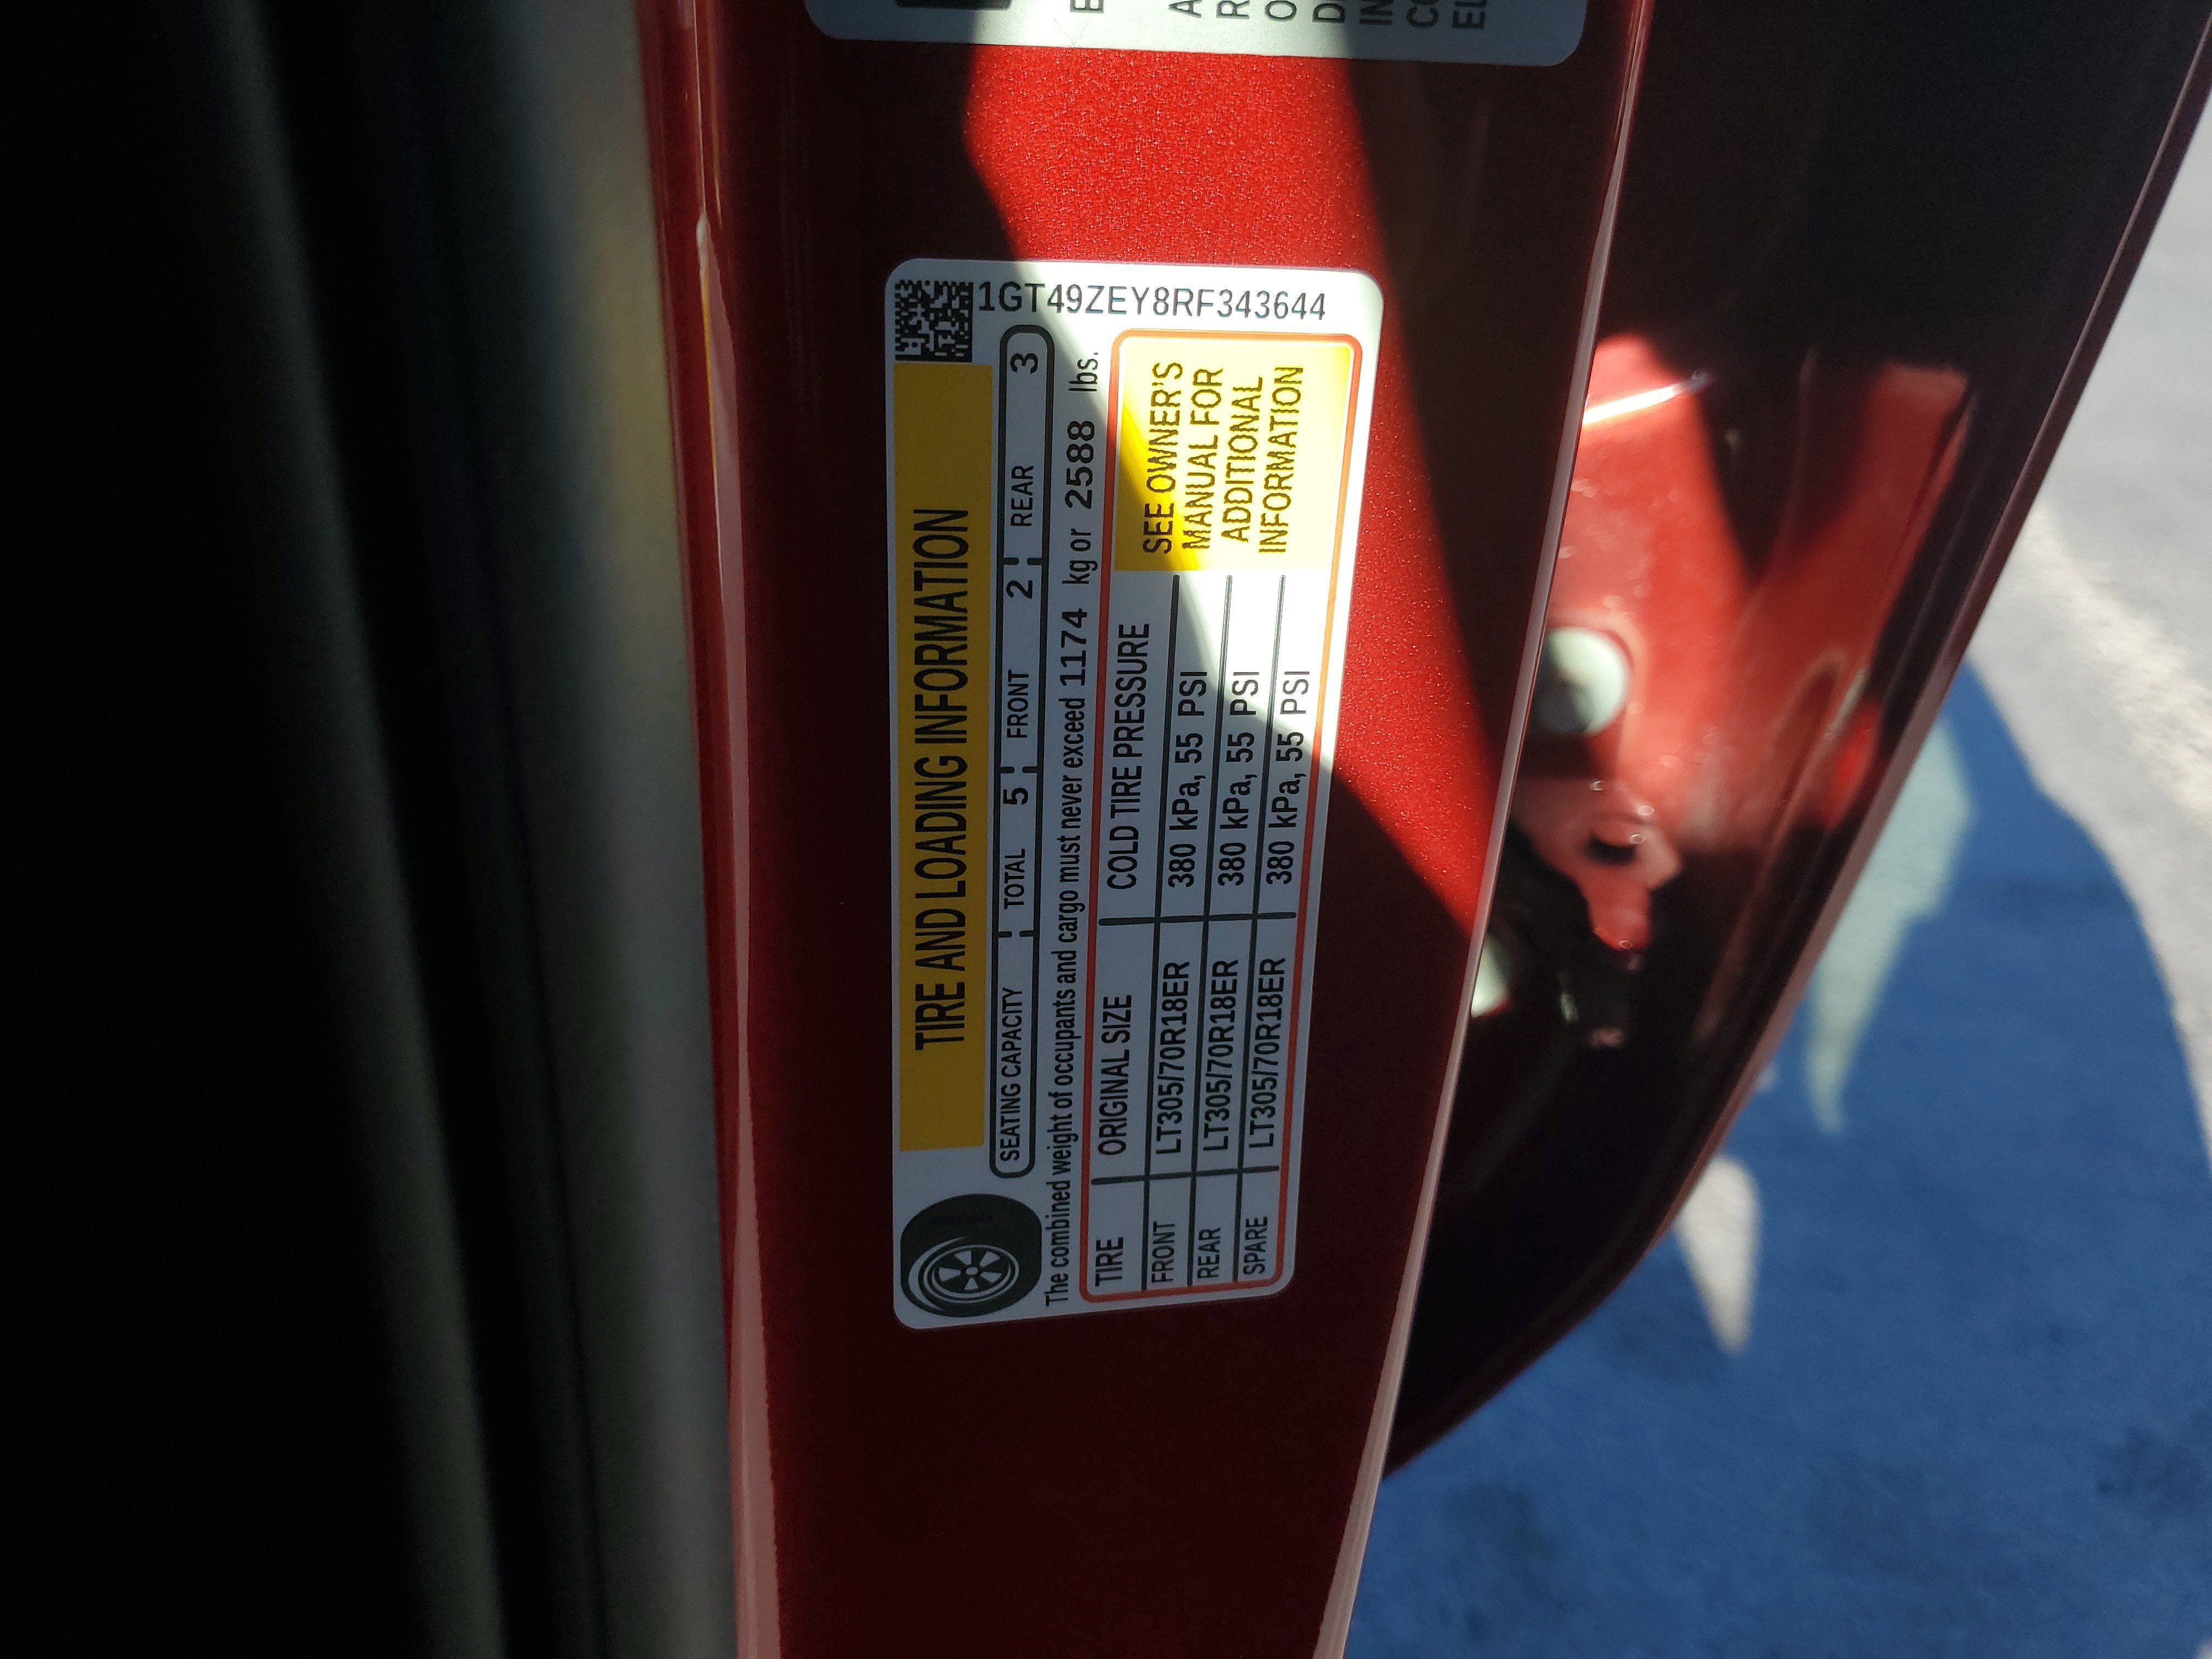 1GT49ZEY8RF343644
TIRE AND LOADING INFORMATION
SEATING CAPACITY TOTAL 5 FRONT 2 REAR 3
The combined weight of occupants and cargo must never exceed 1174 kg or 2588 lbs.
TIRE ORIGINAL SIZE COLD TIRE PRESSURE
FRONT LT305/70R18ER 380 kPa, 55 PSI
REAR LT305/70R18ER 380 kPa, 55 PSI
SPARE LT305/70R18ER 380 kPa, 55 PSI
SEE OWNER'S
MANUAL FOR
ADDITIONAL
INFORMATION